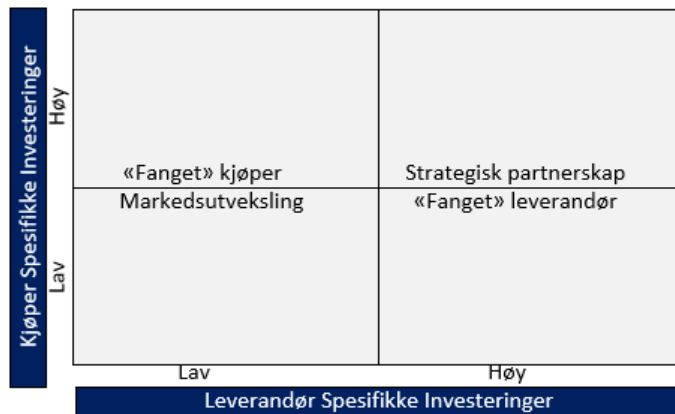 Kjøper Spesifikke Investeringer
Høy
Lav
«Fanget» kjøper
Strategisk partnerskap
Markedsutveksling
«Fanget» leverandør
Lav
Høy
Leverandør Spesifikke Investeringer